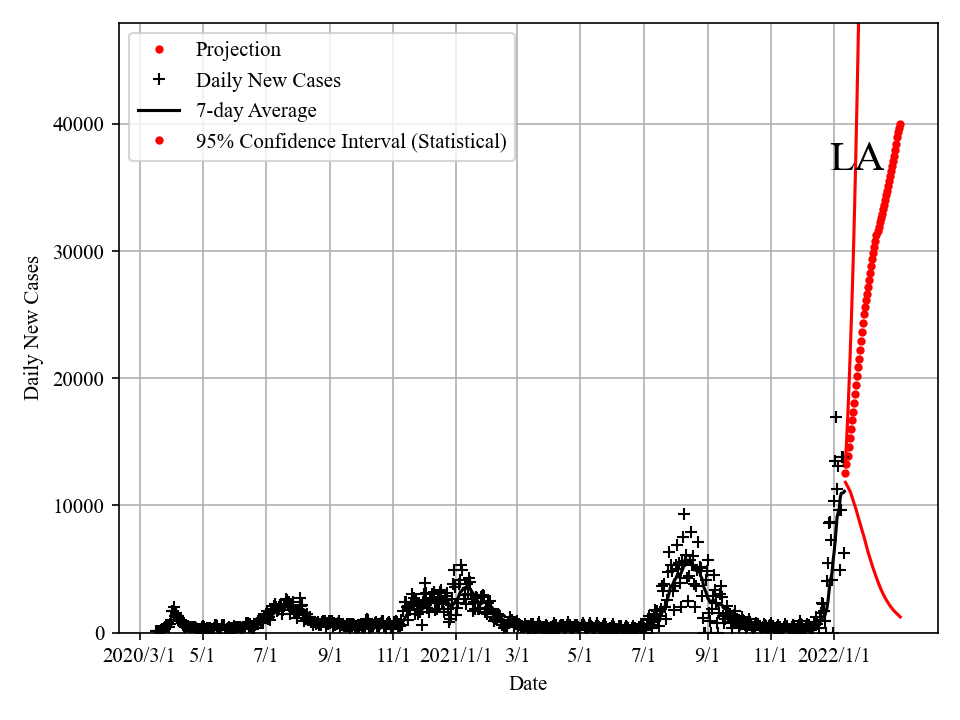 Projection
Daily New Cases
7-day Average
95% Confidence Interval (Statistical)
LA
40000
30000
20000
10000
0
Daily New Cases
2020/3/1 5/1 7/1 9/1 11/1 2021/1/1 3/1 5/1 7/1 9/1 11/1 2022/1/1
Date